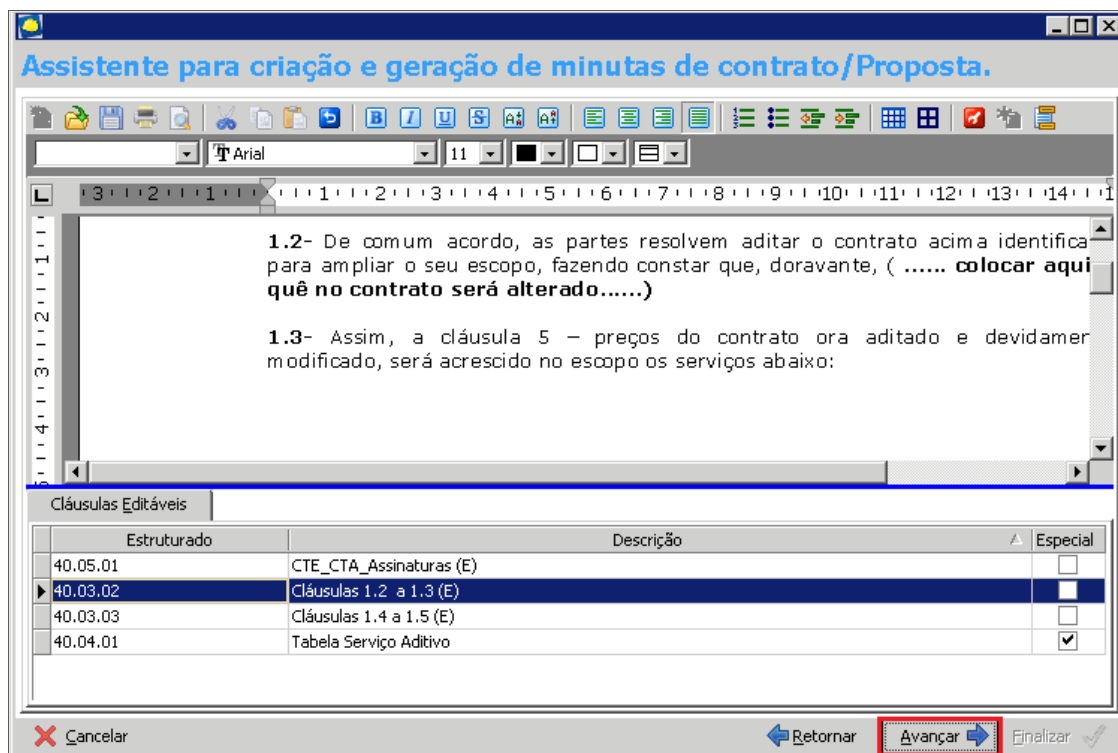 Assistente para criação e geração de minutas de contrato/Proposta.
Arial 11
3 2 1 1 2 3 4 5 6 7 8 9 10 11 12 13 14
1.2- De comum acordo, as partes resolvem aditar o contrato acima identifica
para ampliar o seu escopo, fazendo constar que, doravante, ( ...... colocar aqui
quê no contrato será alterado......)
1.3- Assim, a cláusula 5 – preços do contrato ora aditado e devidamer
modificado, será acrescido no escopo os serviços abaixo:
Cláusulas Editáveis
Estruturado Descrição Especial
40.05.01 CTE_CTA_Assinaturas (E)
40.03.02 Cláusulas 1.2 a 1.3 (E)
40.03.03 Cláusulas 1.4 a 1.5 (E)
40.04.01 Tabela Serviço Aditivo
Cancelar Retornar Avançar Finalizar